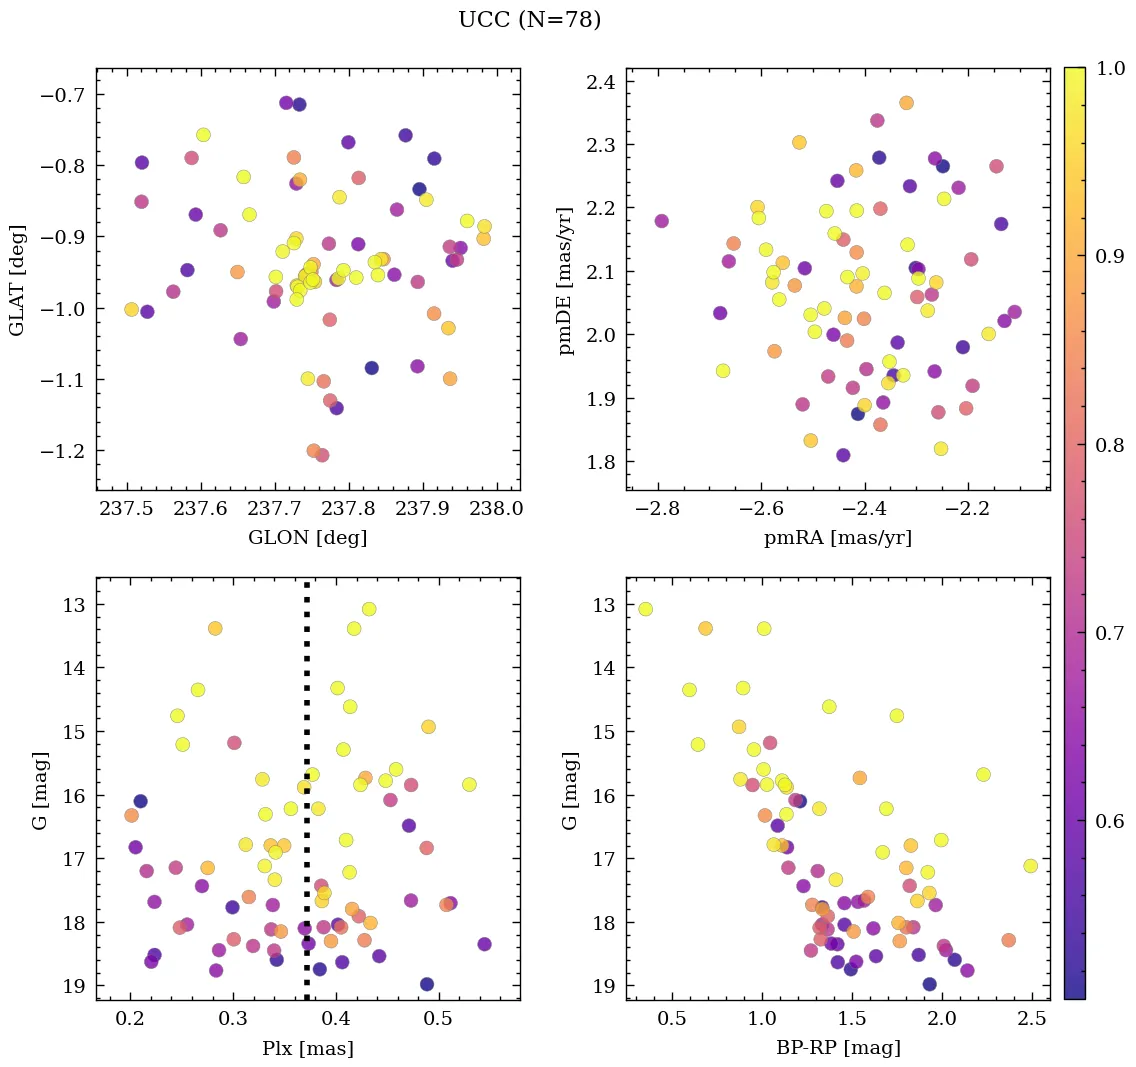 UCC (N=78)
−0.7
−0.8
−0.9
−1.0
−1.1
−1.2
GLAT [deg]
237.5 237.6 237.7 237.8 237.9 238.0
GLON [deg]
2.4
2.3
2.2
2.1
2.0
1.9
1.8
pmDE [mas/yr]
−2.8 −2.6 −2.4 −2.2
pmRA [mas/yr]
1.0
0.9
0.8
0.7
0.6
13
14
15
16
17
18
19
G [mag]
0.2 0.3 0.4 0.5
Plx [mas]
13
14
15
16
17
18
19
G [mag]
0.5 1.0 1.5 2.0 2.5
BP-RP [mag]